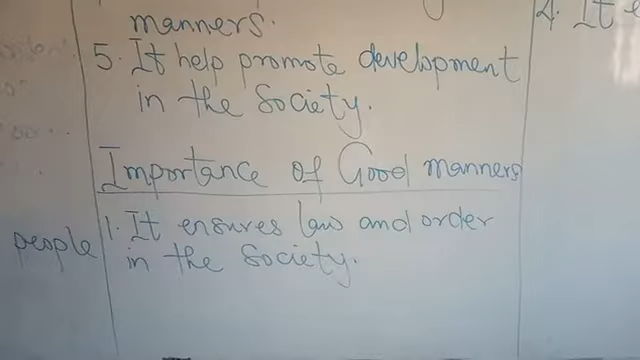 manners.
5. It help promote development
in the Society.
Importance of Good manners
1. It ensures law and order
in the Society.
people
4. It